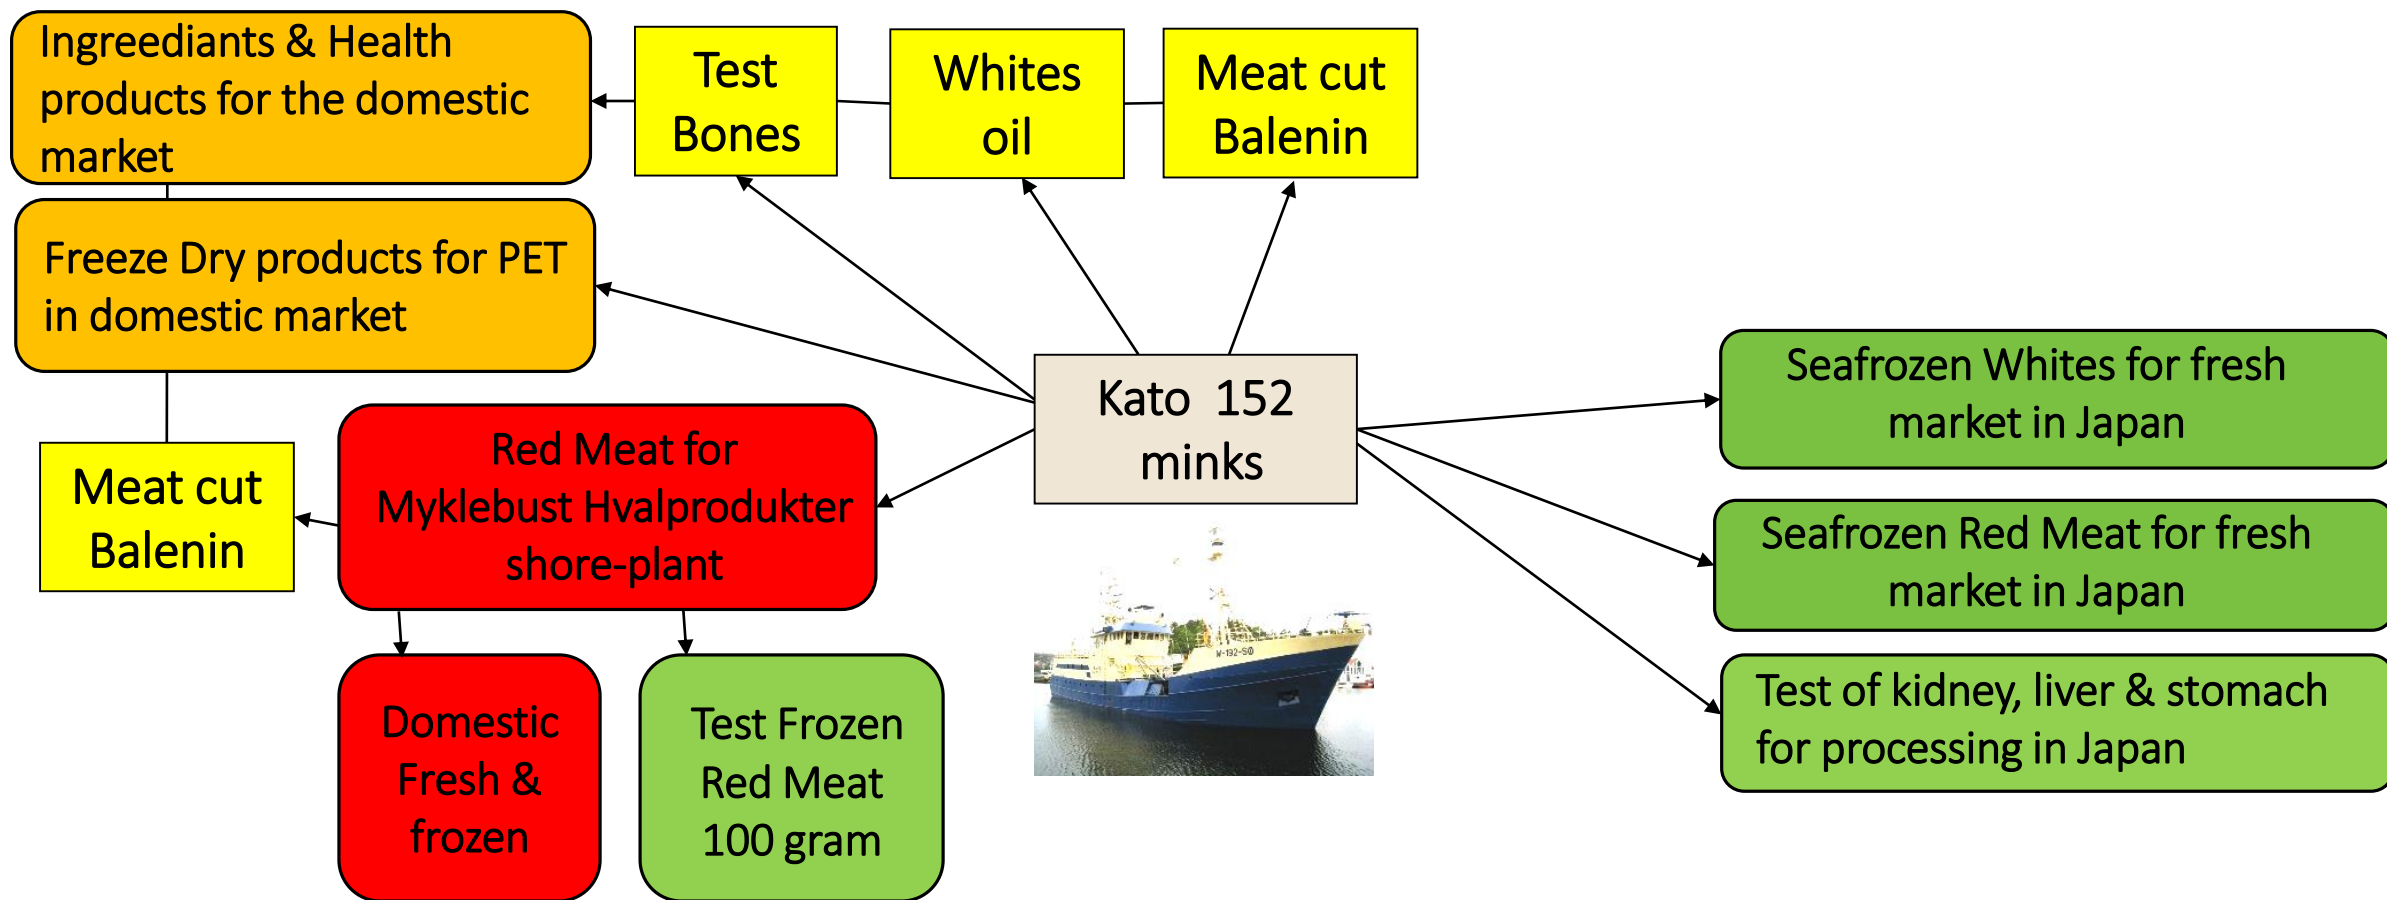 Ingreediants & Health
products for the domestic
market
Test
Bones
Whites
oil
Meat cut
Balenin
Freeze Dry products for PET
in domestic market
Kato 152
minks
Seafrozen Whites for fresh
market in Japan
Red Meat for
Myklebust Hvalprodukter
shore-plant
Meat cut
Balenin
Seafrozen Red Meat for fresh
market in Japan
Test of kidney, liver & stomach
for processing in Japan
Domestic
Fresh &
frozen
Test Frozen
Red Meat
100 gram
M-192-SØ